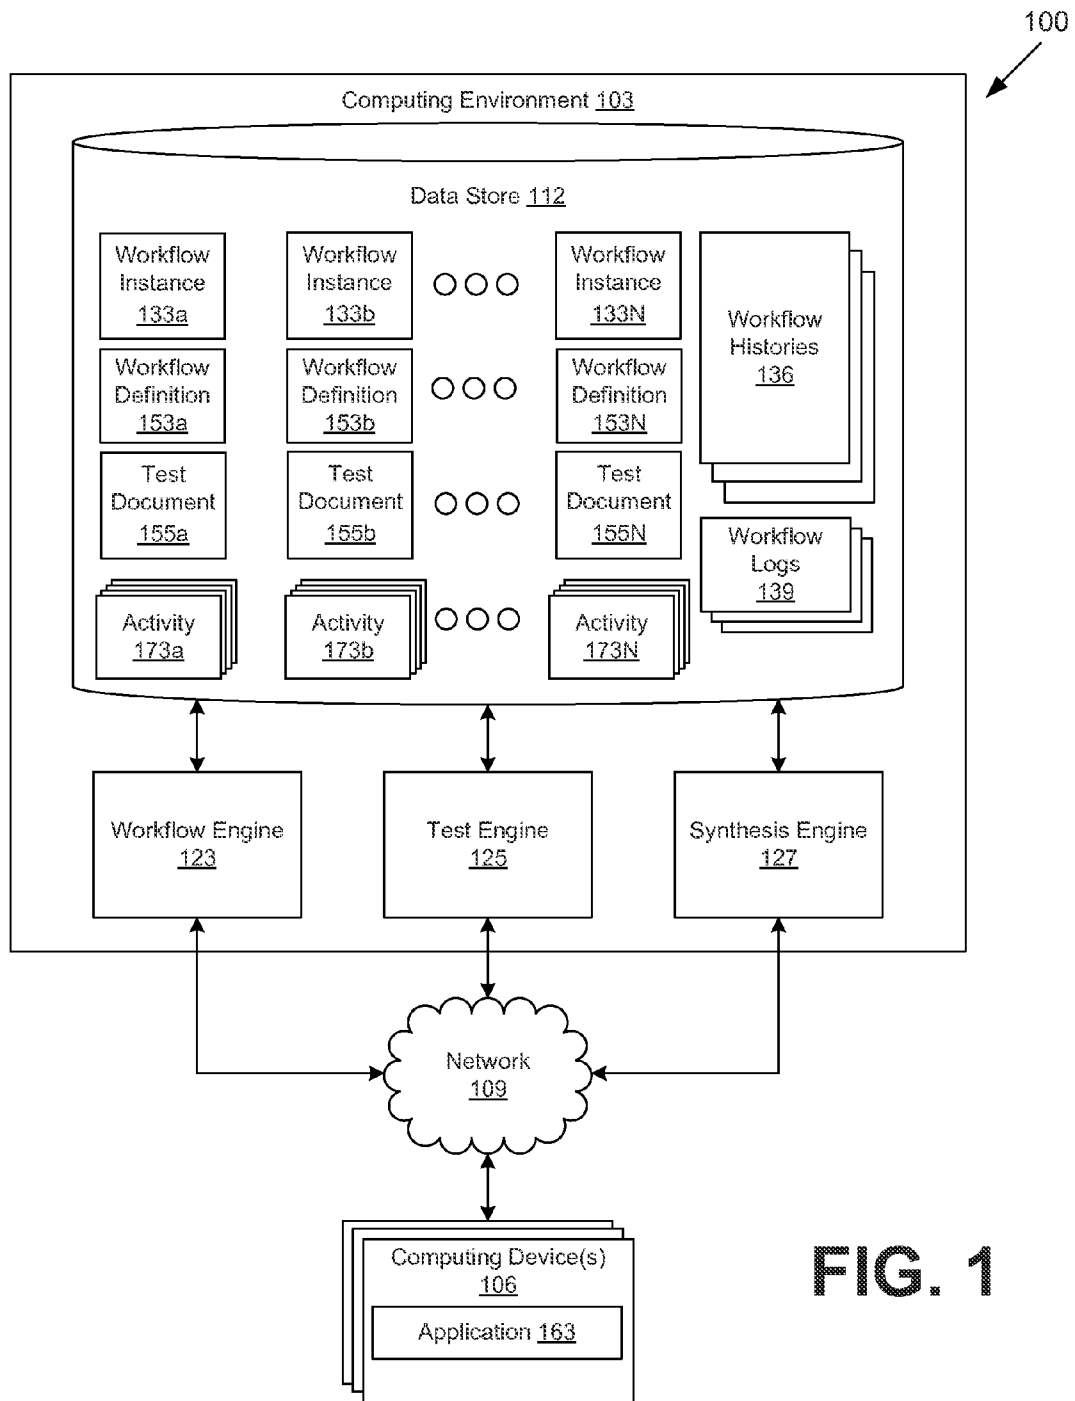 100
Computing Environment 103
Data Store 112
Workflow
Instance
133a
Workflow
Instance
133b
Workflow
Instance
133N
Workflow
Histories
136
Workflow
Definition
153a
Workflow
Definition
153b
Workflow
Definition
153N
Test
Document
155a
Test
Document
155b
Test
Document
155N
Workflow
Logs
139
Activity
173a
Activity
173b
Activity
173N
Workflow Engine
123
Test Engine
125
Synthesis Engine
127
Network
109
Computing Device(s)
106
Application 163
FIG. 1